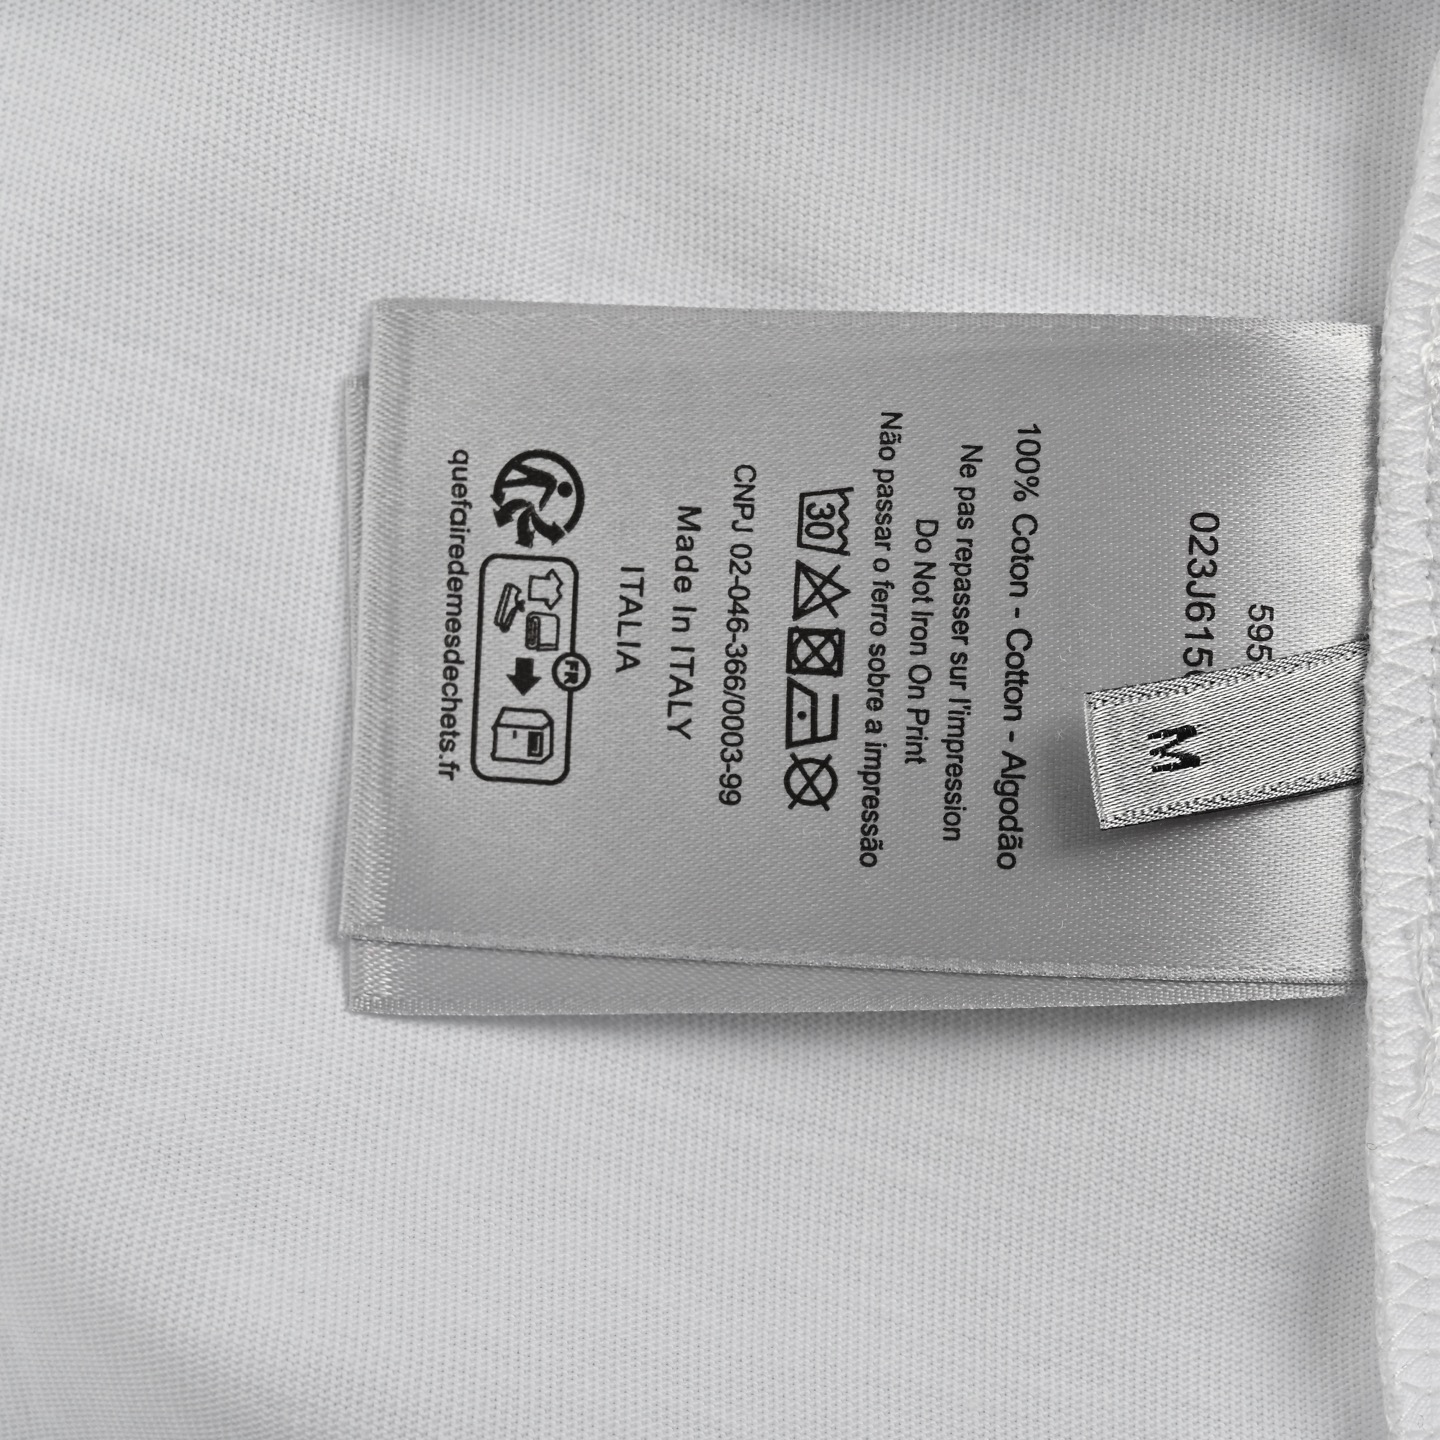 595
023J615
M
100% Coton - Cotton - Algodão
Ne pas repasser sur l'impression
Do Not Iron On Print
Não passar o ferro sobre a impressão
30
CNPJ 02-046-366/0003-99
Made In ITALY
ITALIA
FR
quefairedemesdechets.fr